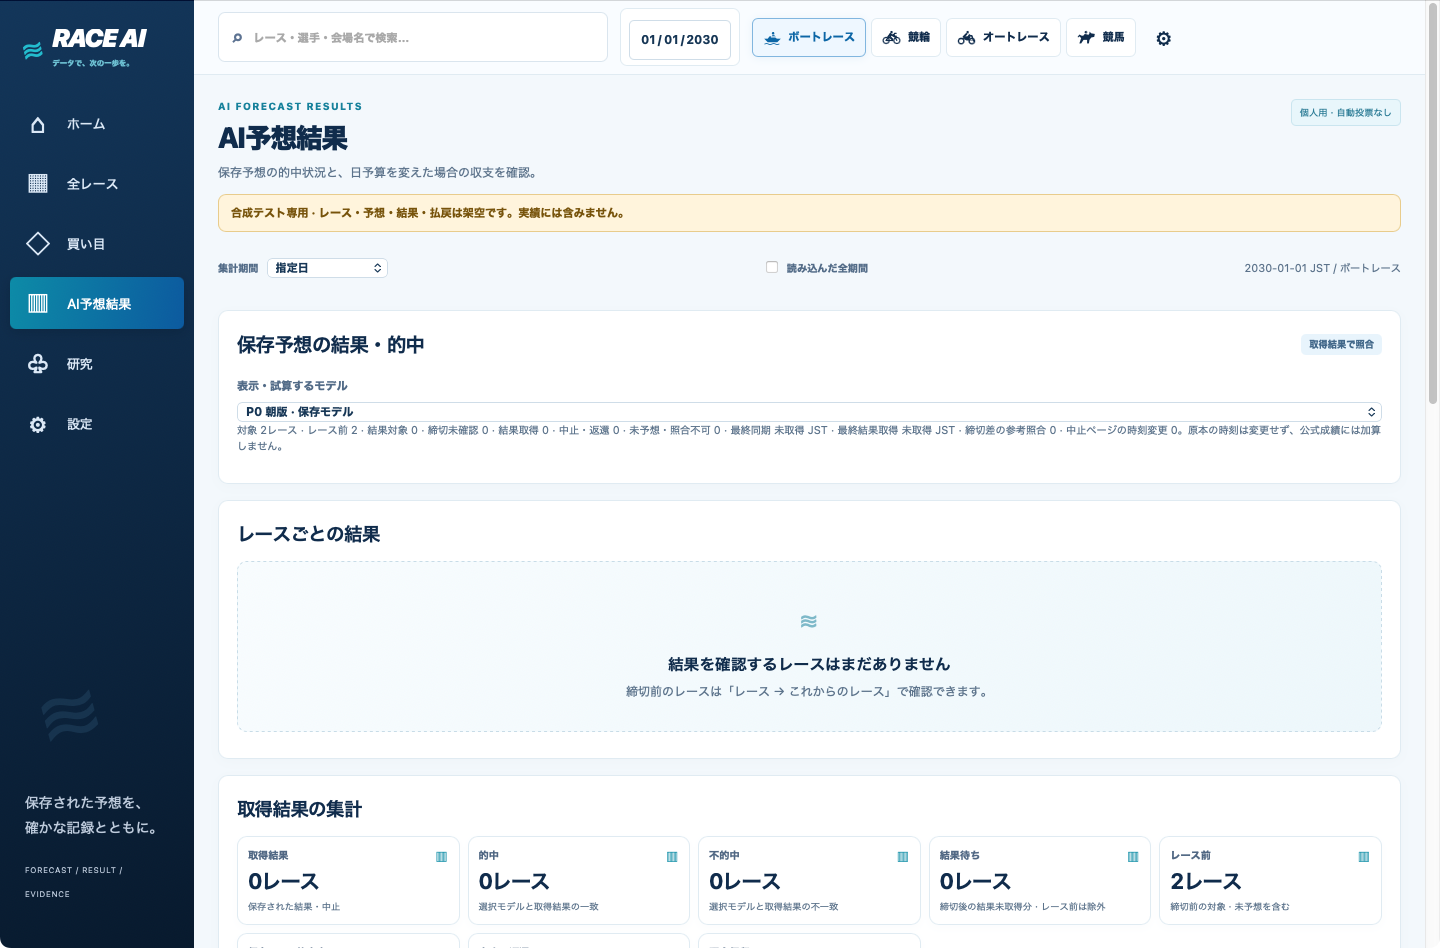 RACE AI
データで、次の一歩を。
ホーム
全レース
買い目
AI予想結果
研究
設定
保存された予想を、
確かな記録とともに。
FORECAST / RESULT /
EVIDENCE
レース・選手・会場名で検索...
01/01/2030
ボートレース
競輪
オートレース
競馬
AI FORECAST RESULTS
AI予想結果
個人用・自動投票なし
保存予想の的中状況と、日予算を変えた場合の収支を確認。
合成テスト専用・レース・予想・結果・払戻は架空です。実績には含みません。
集計期間
指定日
読み込んだ全期間
2030-01-01 JST / ボートレース
保存予想の結果・的中
取得結果で照合
表示・試算するモデル
P0 朝版・保存モデル
対象 2レース・レース前 2・結果対象 0・締切未確認 0・結果取得 0・中止・返還 0・未予想・照合不可 0・最終同期 未取得 JST・最終結果取得 未取得 JST・締切差の参考照合 0・中止ページの時刻変更 0。原本の時刻は変更せず、公式成績には加算
しません。
レースごとの結果
結果を確認するレースはまだありません
締切前のレースは「レース → これからのレース」で確認できます。
取得結果の集計
取得結果
0レース
保存された結果・中止
的中
0レース
選択モデルと取得結果の一致
不的中
0レース
選択モデルと取得結果の不一致
結果待ち
0レース
締切後の結果未取得分・レース前は除外
レース前
2レース
締切前の対象・未予想を含む